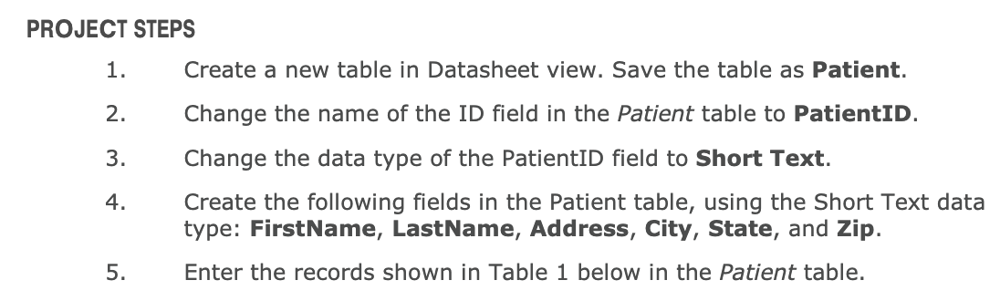 PROJECT STEPS
1. Create a new table in Datasheet view. Save the table as Patient.
2. Change the name of the ID field in the Patient table to PatientID.
3. Change the data type of the PatientID field to Short Text.
4. Create the following fields in the Patient table, using the Short Text data
type: FirstName, LastName, Address, City, State, and Zip.
5. Enter the records shown in Table 1 below in the Patient table.